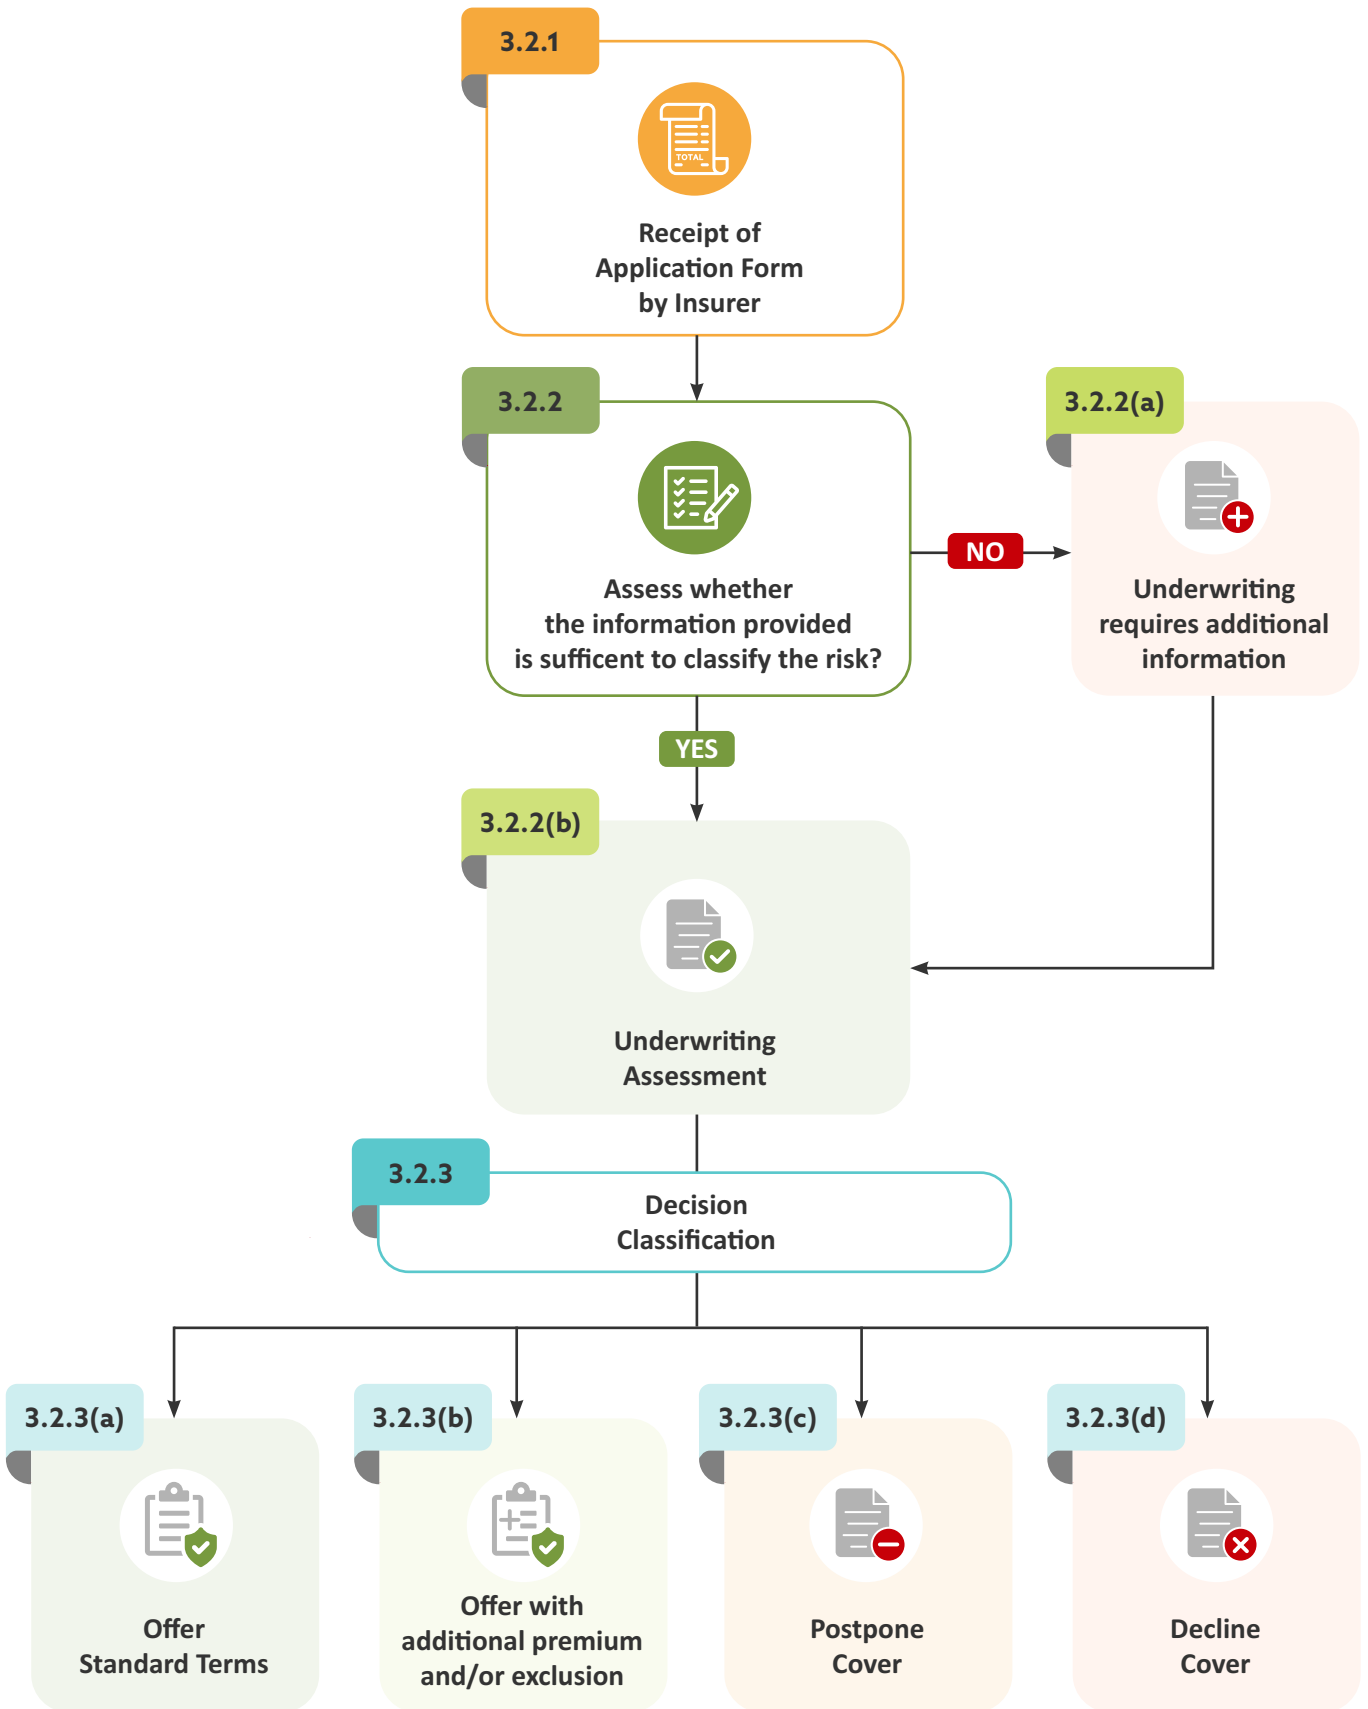 3.2.1
TOTAL
Receipt of
Application Form
by Insurer
3.2.2
Assess whether
the information provided
is sufficent to classify the risk?
NO
3.2.2(a)
Underwriting
requires additional
information
YES
3.2.2(b)
Underwriting
Assessment
3.2.3
Decision
Classification
3.2.3(a)
Offer
Standard Terms
3.2.3(b)
Offer with
additional premium
and/or exclusion
3.2.3(c)
Postpone
Cover
3.2.3(d)
Decline
Cover